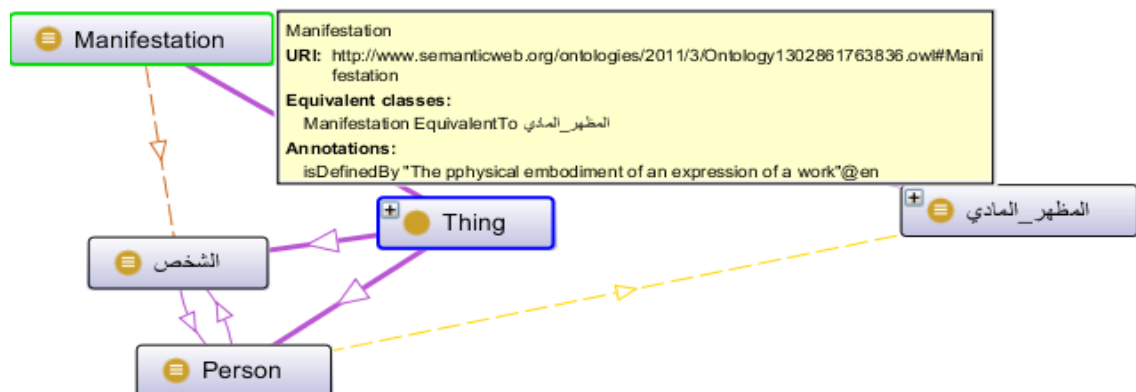 Manifestation
Manifestation
URI: http://www.semanticweb.org/ontologies/2011/3/Ontology1302861763836.owl#Mani
festation
Equivalent classes:
Manifestation EquivalentTo المظهر_المادي
Annotations:
isDefinedBy "The pphysical embodiment of an expression of a work"@en
المظهر_المادي
Thing
الشخص
Person